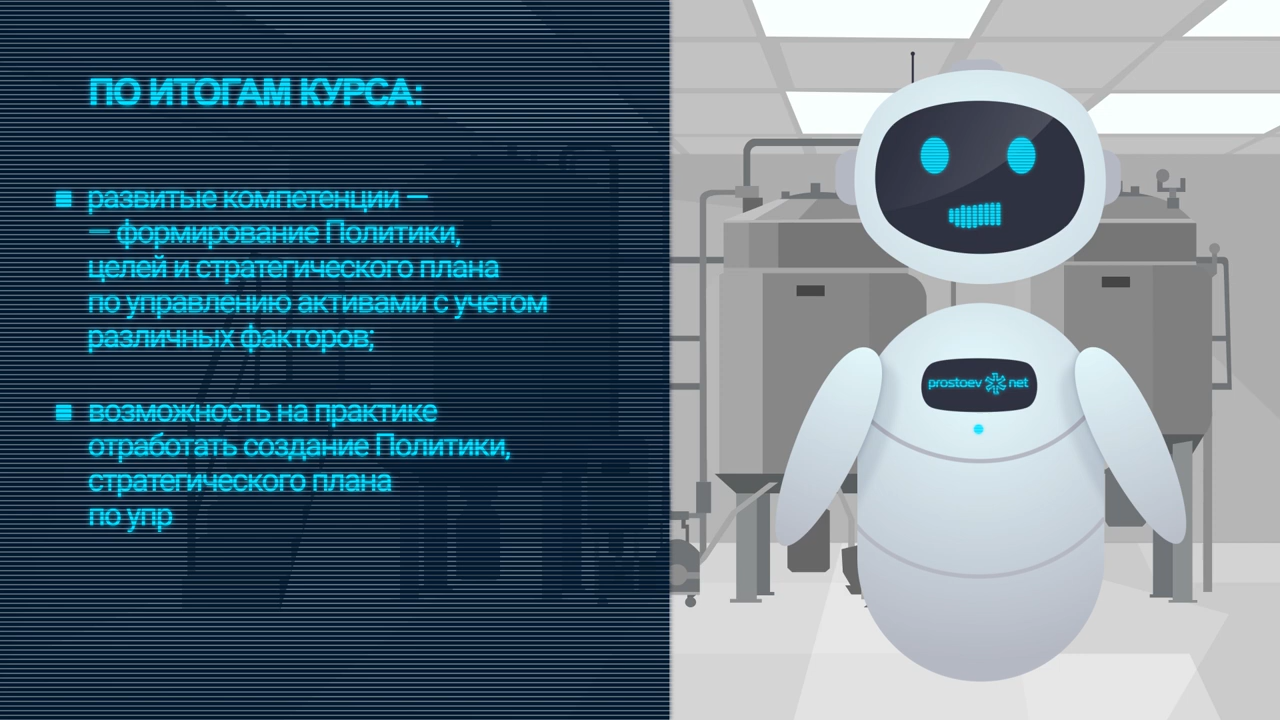 ПО ИТОГАМ КУРСА:
развитые компетенции —
— формирование Политики,
целей и стратегического плана
по управлению активами с учетом
различных факторов;
возможность на практике
отработать создание Политики,
стратегического плана
по упр
prostoev net